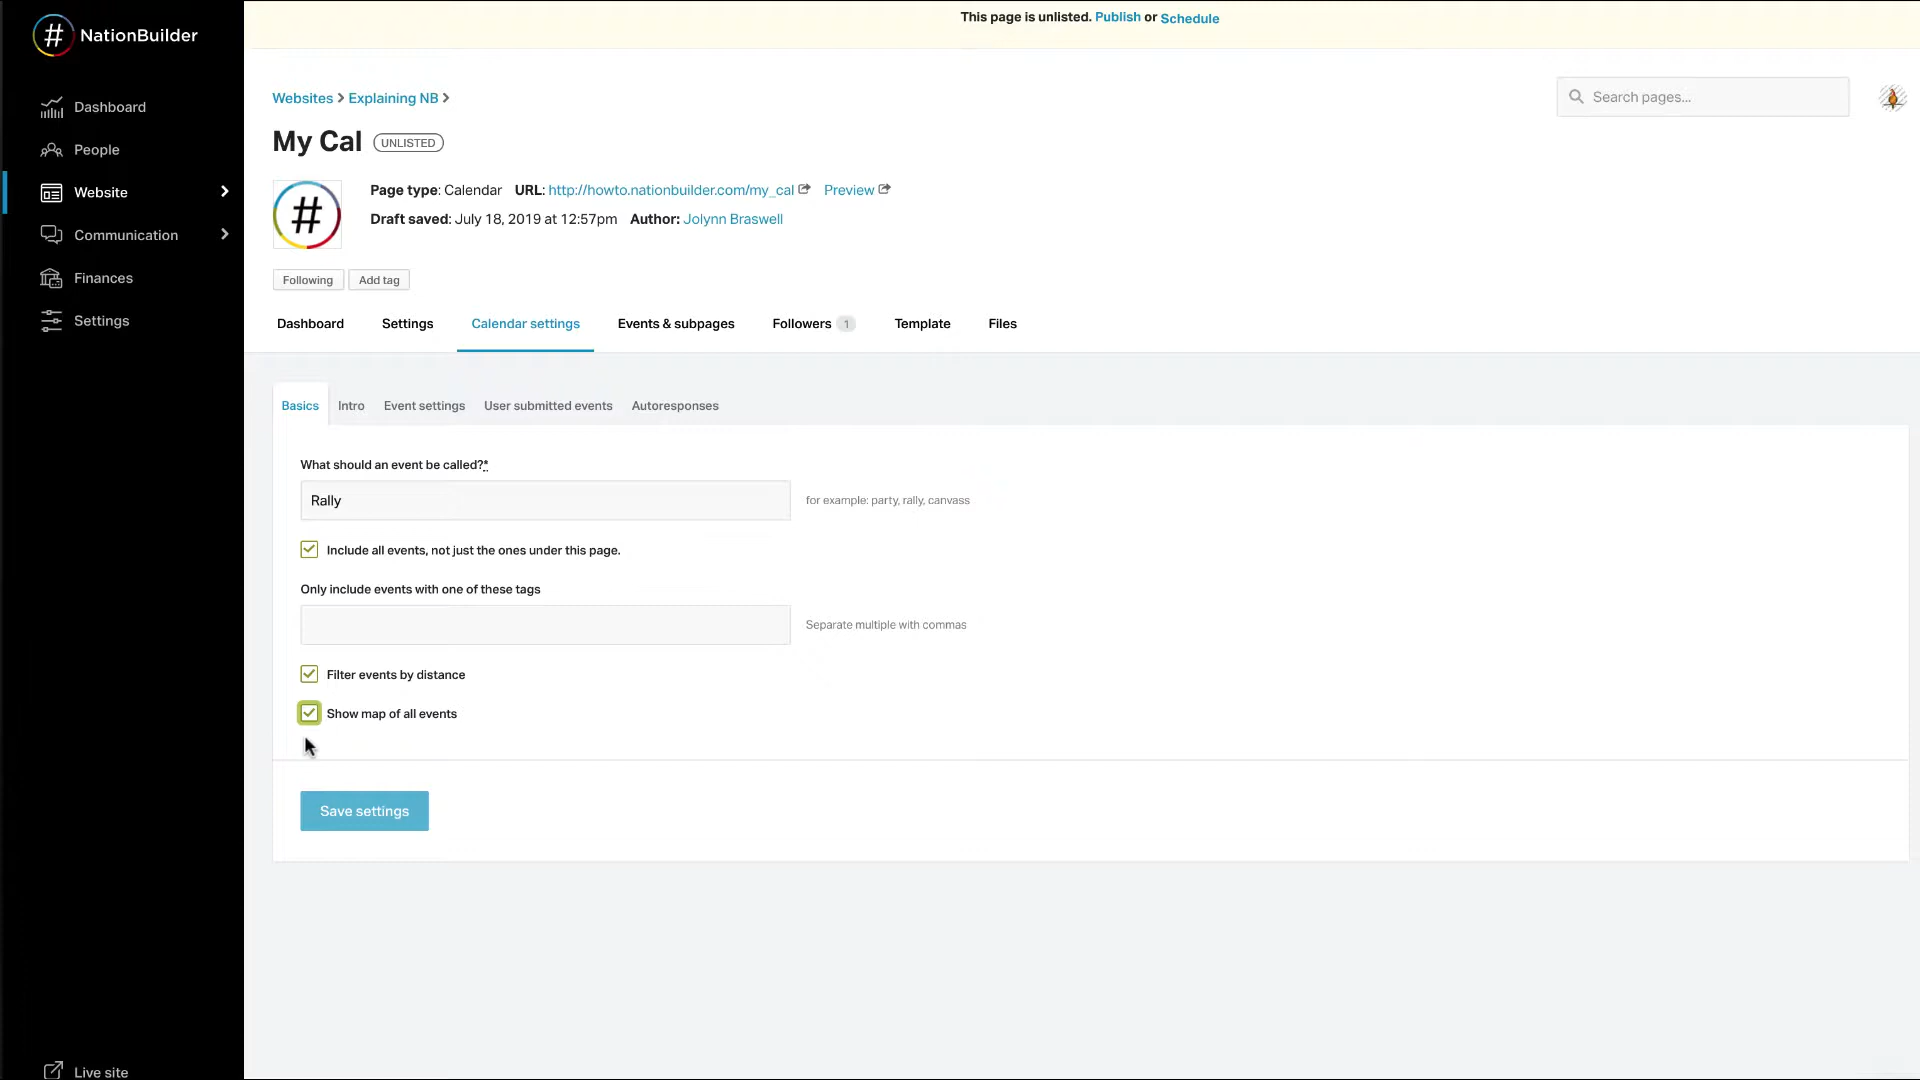 This page is unlisted. Publish or Schedule
# NationBuilder
Dashboard
People
Website
Communication
Finances
Settings
Live site
Websites > Explaining NB >
Search pages...
My Cal UNLISTED
#
Page type: Calendar URL: http://howto.nationbuilder.com/my_cal Preview
Draft saved: July 18, 2019 at 12:57pm Author: Jolynn Braswell
Following Add tag
Dashboard Settings Calendar settings Events & subpages Followers 1 Template Files
Basics Intro Event settings User submitted events Autoresponses
What should an event be called?*
Rally for example: party, rally, canvass
Include all events, not just the ones under this page.
Only include events with one of these tags
Separate multiple with commas
Filter events by distance
Show map of all events
Save settings